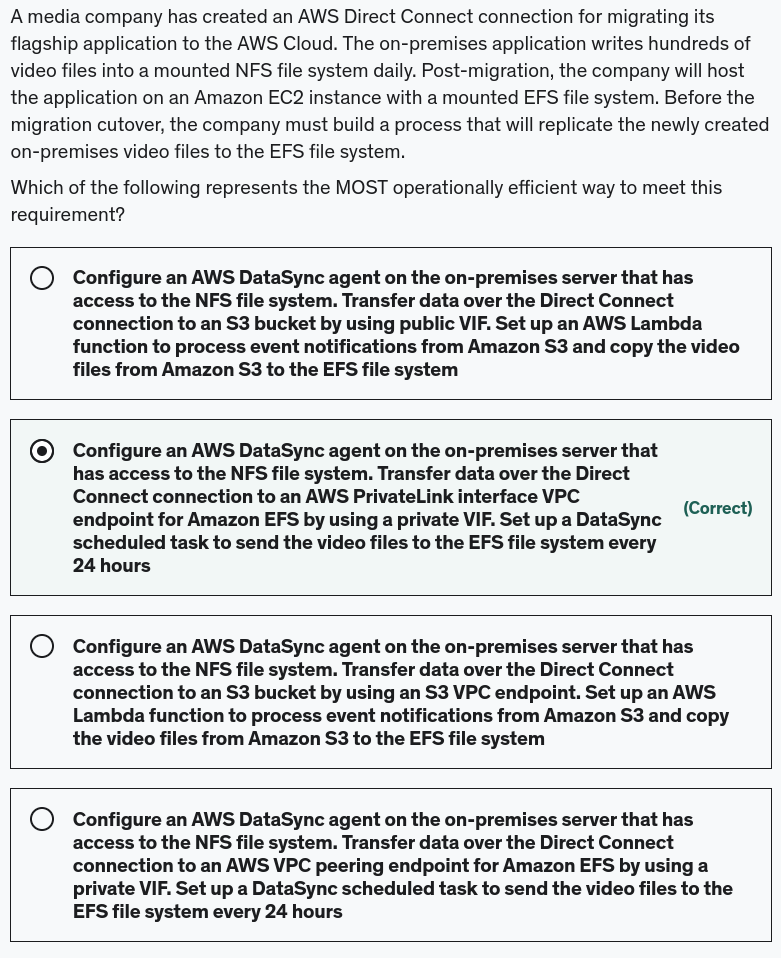 A media company has created an AWS Direct Connect connection for migrating its
flagship application to the AWS Cloud. The on-premises application writes hundreds of
video files into a mounted NFS file system daily. Post-migration, the company will host
the application on an Amazon EC2 instance with a mounted EFS file system. Before the
migration cutover, the company must build a process that will replicate the newly created
on-premises video files to the EFS file system.
Which of the following represents the MOST operationally efficient way to meet this
requirement?
Configure an AWS DataSync agent on the on-premises server that has
access to the NFS file system. Transfer data over the Direct Connect
connection to an S3 bucket by using public VIF. Set up an AWS Lambda
function to process event notifications from Amazon S3 and copy the video
files from Amazon S3 to the EFS file system
Configure an AWS DataSync agent on the on-premises server that
has access to the NFS file system. Transfer data over the Direct
Connect connection to an AWS PrivateLink interface VPC
endpoint for Amazon EFS by using a private VIF. Set up a DataSync
scheduled task to send the video files to the EFS file system every
24 hours
(Correct)
Configure an AWS DataSync agent on the on-premises server that has
access to the NFS file system. Transfer data over the Direct Connect
connection to an S3 bucket by using an S3 VPC endpoint. Set up an AWS
Lambda function to process event notifications from Amazon S3 and copy
the video files from Amazon S3 to the EFS file system
Configure an AWS DataSync agent on the on-premises server that has
access to the NFS file system. Transfer data over the Direct Connect
connection to an AWS VPC peering endpoint for Amazon EFS by using a
private VIF. Set up a DataSync scheduled task to send the video files to the
EFS file system every 24 hours